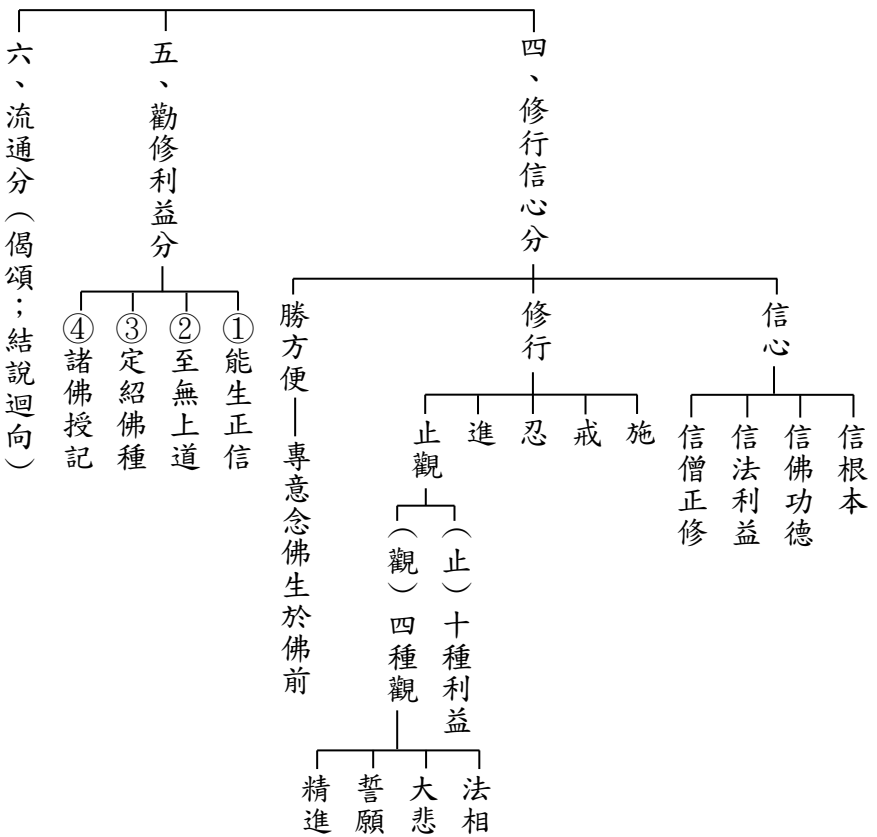 四、修行信心分
信心
信根本
信佛功德
信法利益
信僧正修
修行
施
戒
忍
進
止觀
（止）十種利益
（觀）四種觀
法相
大悲
誓願
精進
勝方便——專意念佛生於佛前
五、勸修利益分
①能生正信
②至無上道
③定紹佛種
④諸佛授記
六、流通分（偈頌；結說迴向）